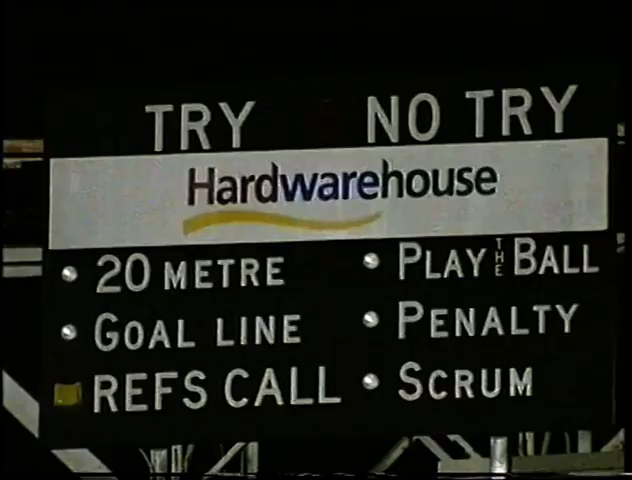 TRY NO TRY
Hardwarehouse
• 20 METRE • PLAY THE BALL
• GOAL LINE • PENALTY
REFS CALL • SCRUM